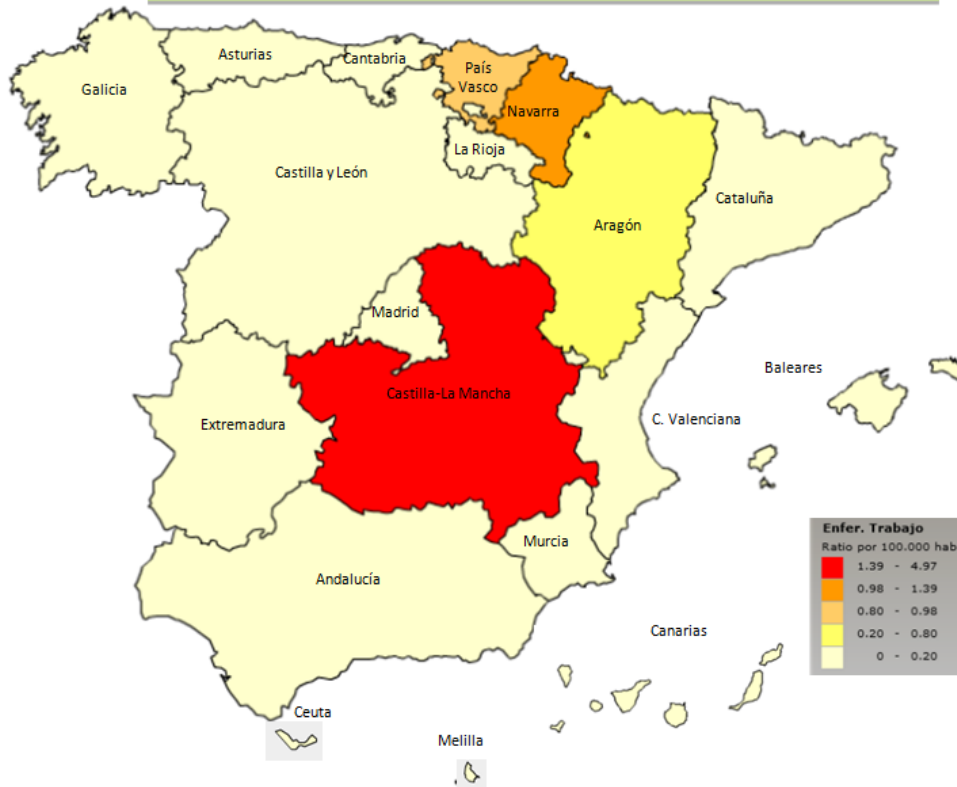 Galicia
Asturias
Cantabria
País
Vasco
Navarra
La Rioja
Castilla y León
Cataluña
Aragón
Madrid
Baleares
Castilla-La Mancha
C. Valenciana
Extremadura
Murcia
Andalucía
Canarias
Ceuta
Melilla
Enfer. Trabajo
Ratio por 100.000 hab
1.39 - 4.97
0.98 - 1.39
0.80 - 0.98
0.20 - 0.80
0 - 0.20